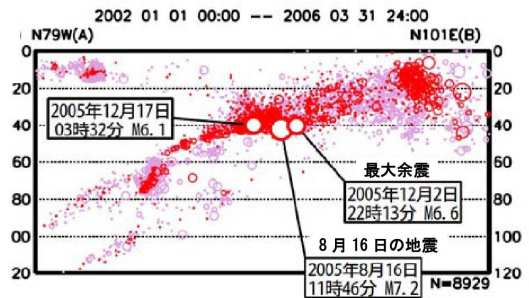 2002 01 01 00:00 -- 2006 03 31 24:00
N79W(A) N101E(B)
0 0
20 20
40 40
60 60
80 80
00 100
20 120
2005年12月17日
03時32分 M6.1
最大余震
2005年12月2日
22時13分 M6.6
8月16日の地震
2005年8月16日
11時46分 M7.2
N=8929